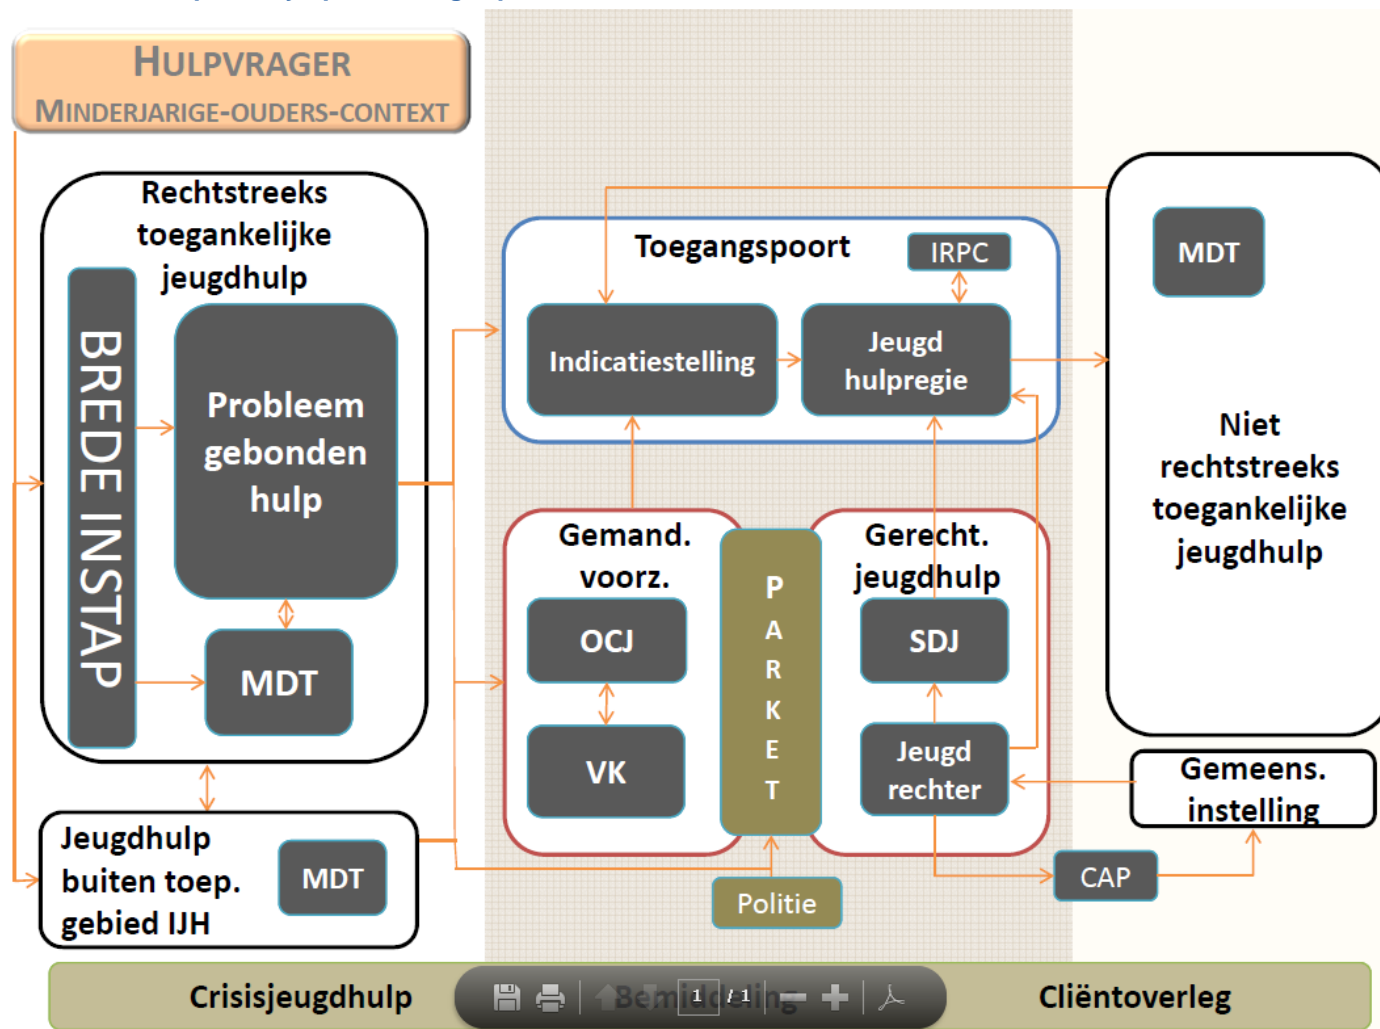 HULPVRAGER
MINDERJARIGE-OUDERS-CONTEXT
Rechtstreeks
toegankelijke
jeugdhulp
BREDE INSTAP
Probleem
gebonden
hulp
MDT
Jeugdhulp
buiten toep.
gebied IJH
MDT
Toegangspoort
IRPC
Indicatiestelling
Jeugd
hulpregie
Gemand.
voorz.
OCJ
VK
PARKET
Gerecht.
jeugdhulp
SDJ
Jeugd
rechter
Politie
MDT
Niet
rechtstreeks
toegankelijke
jeugdhulp
Gemeens.
instelling
CAP
Crisisjeugdhulp
Bemiddeling
1 / 1
Cliëntoverleg